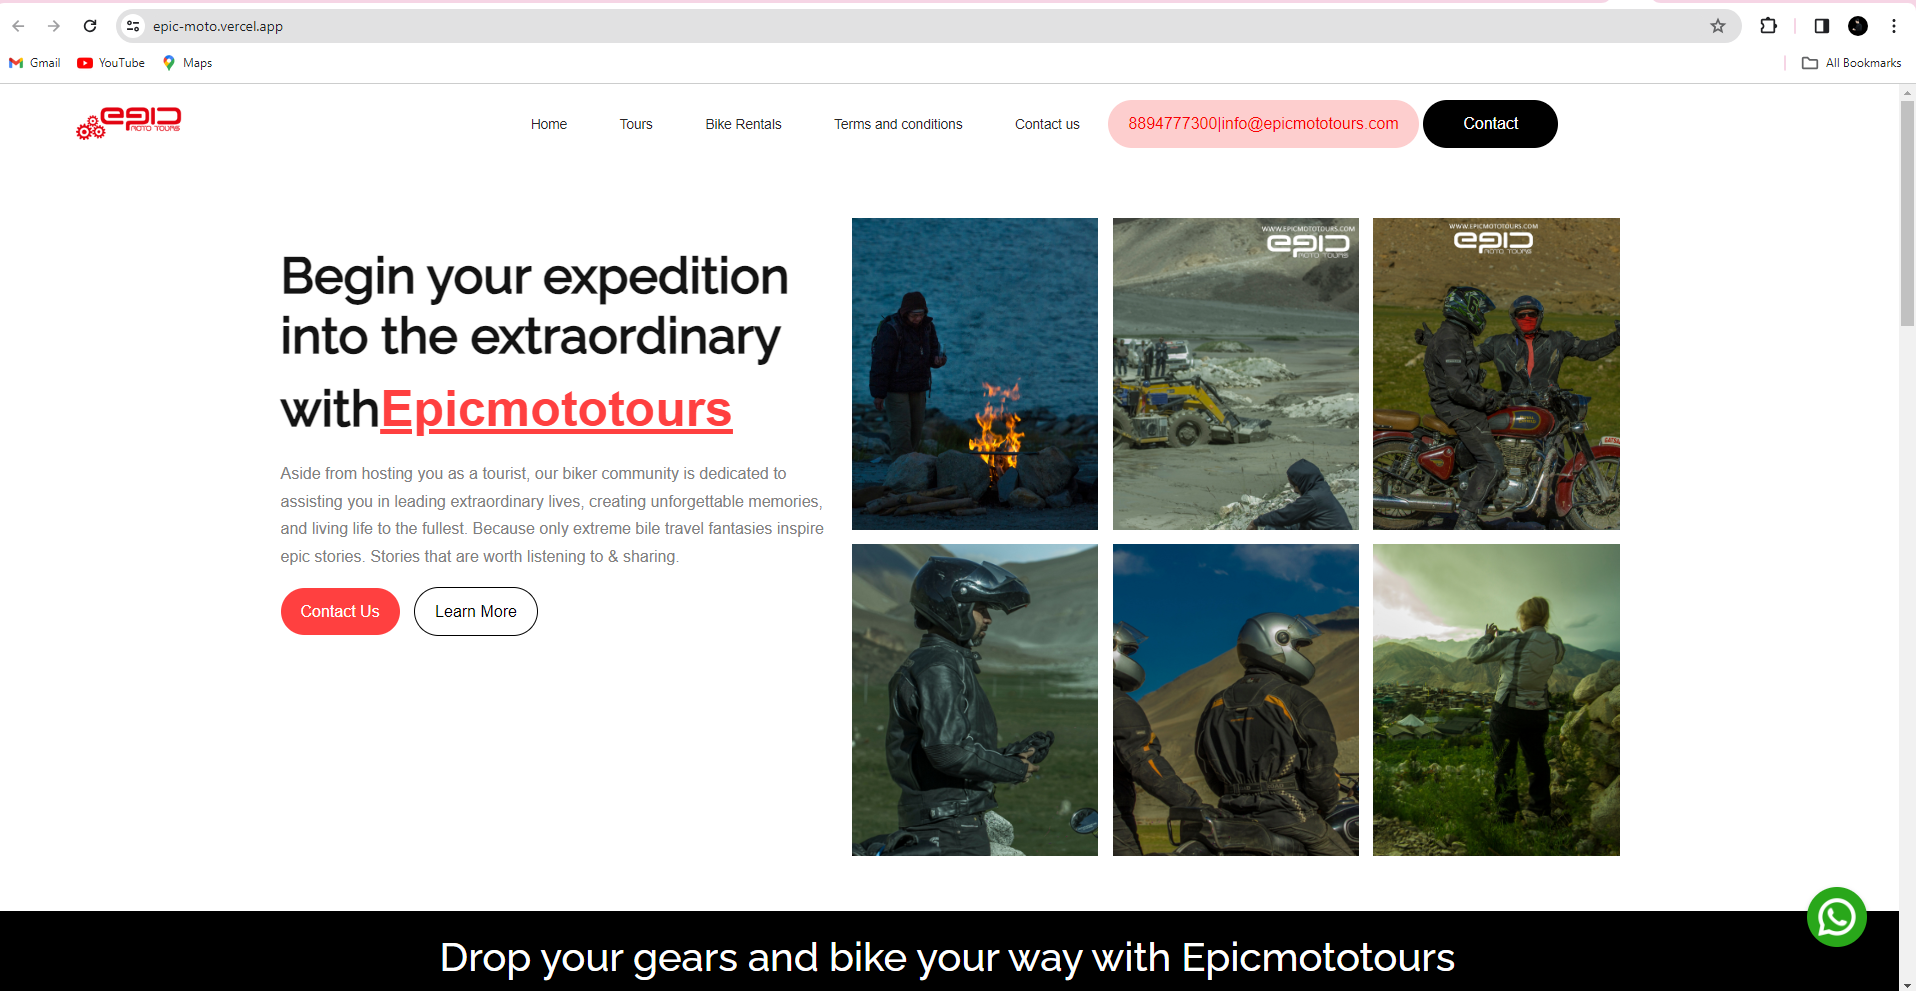 epic-moto.vercel.app
Gmail YouTube Maps All Bookmarks
EPIC
MOTO TOURS
Home Tours Bike Rentals Terms and conditions Contact us 8894777300|info@epicmototours.com Contact
Begin your expedition
into the extraordinary
withEpicmototours
Aside from hosting you as a tourist, our biker community is dedicated to
assisting you in leading extraordinary lives, creating unforgettable memories,
and living life to the fullest. Because only extreme bile travel fantasies inspire
epic stories. Stories that are worth listening to & sharing.
Contact Us Learn More
WWW.EPICMOTOTOURS.COM
EPIC
MOTO TOURS
WWW.EPICMOTOTOURS.COM
EPIC
MOTO TOURS
Drop your gears and bike your way with Epicmototours